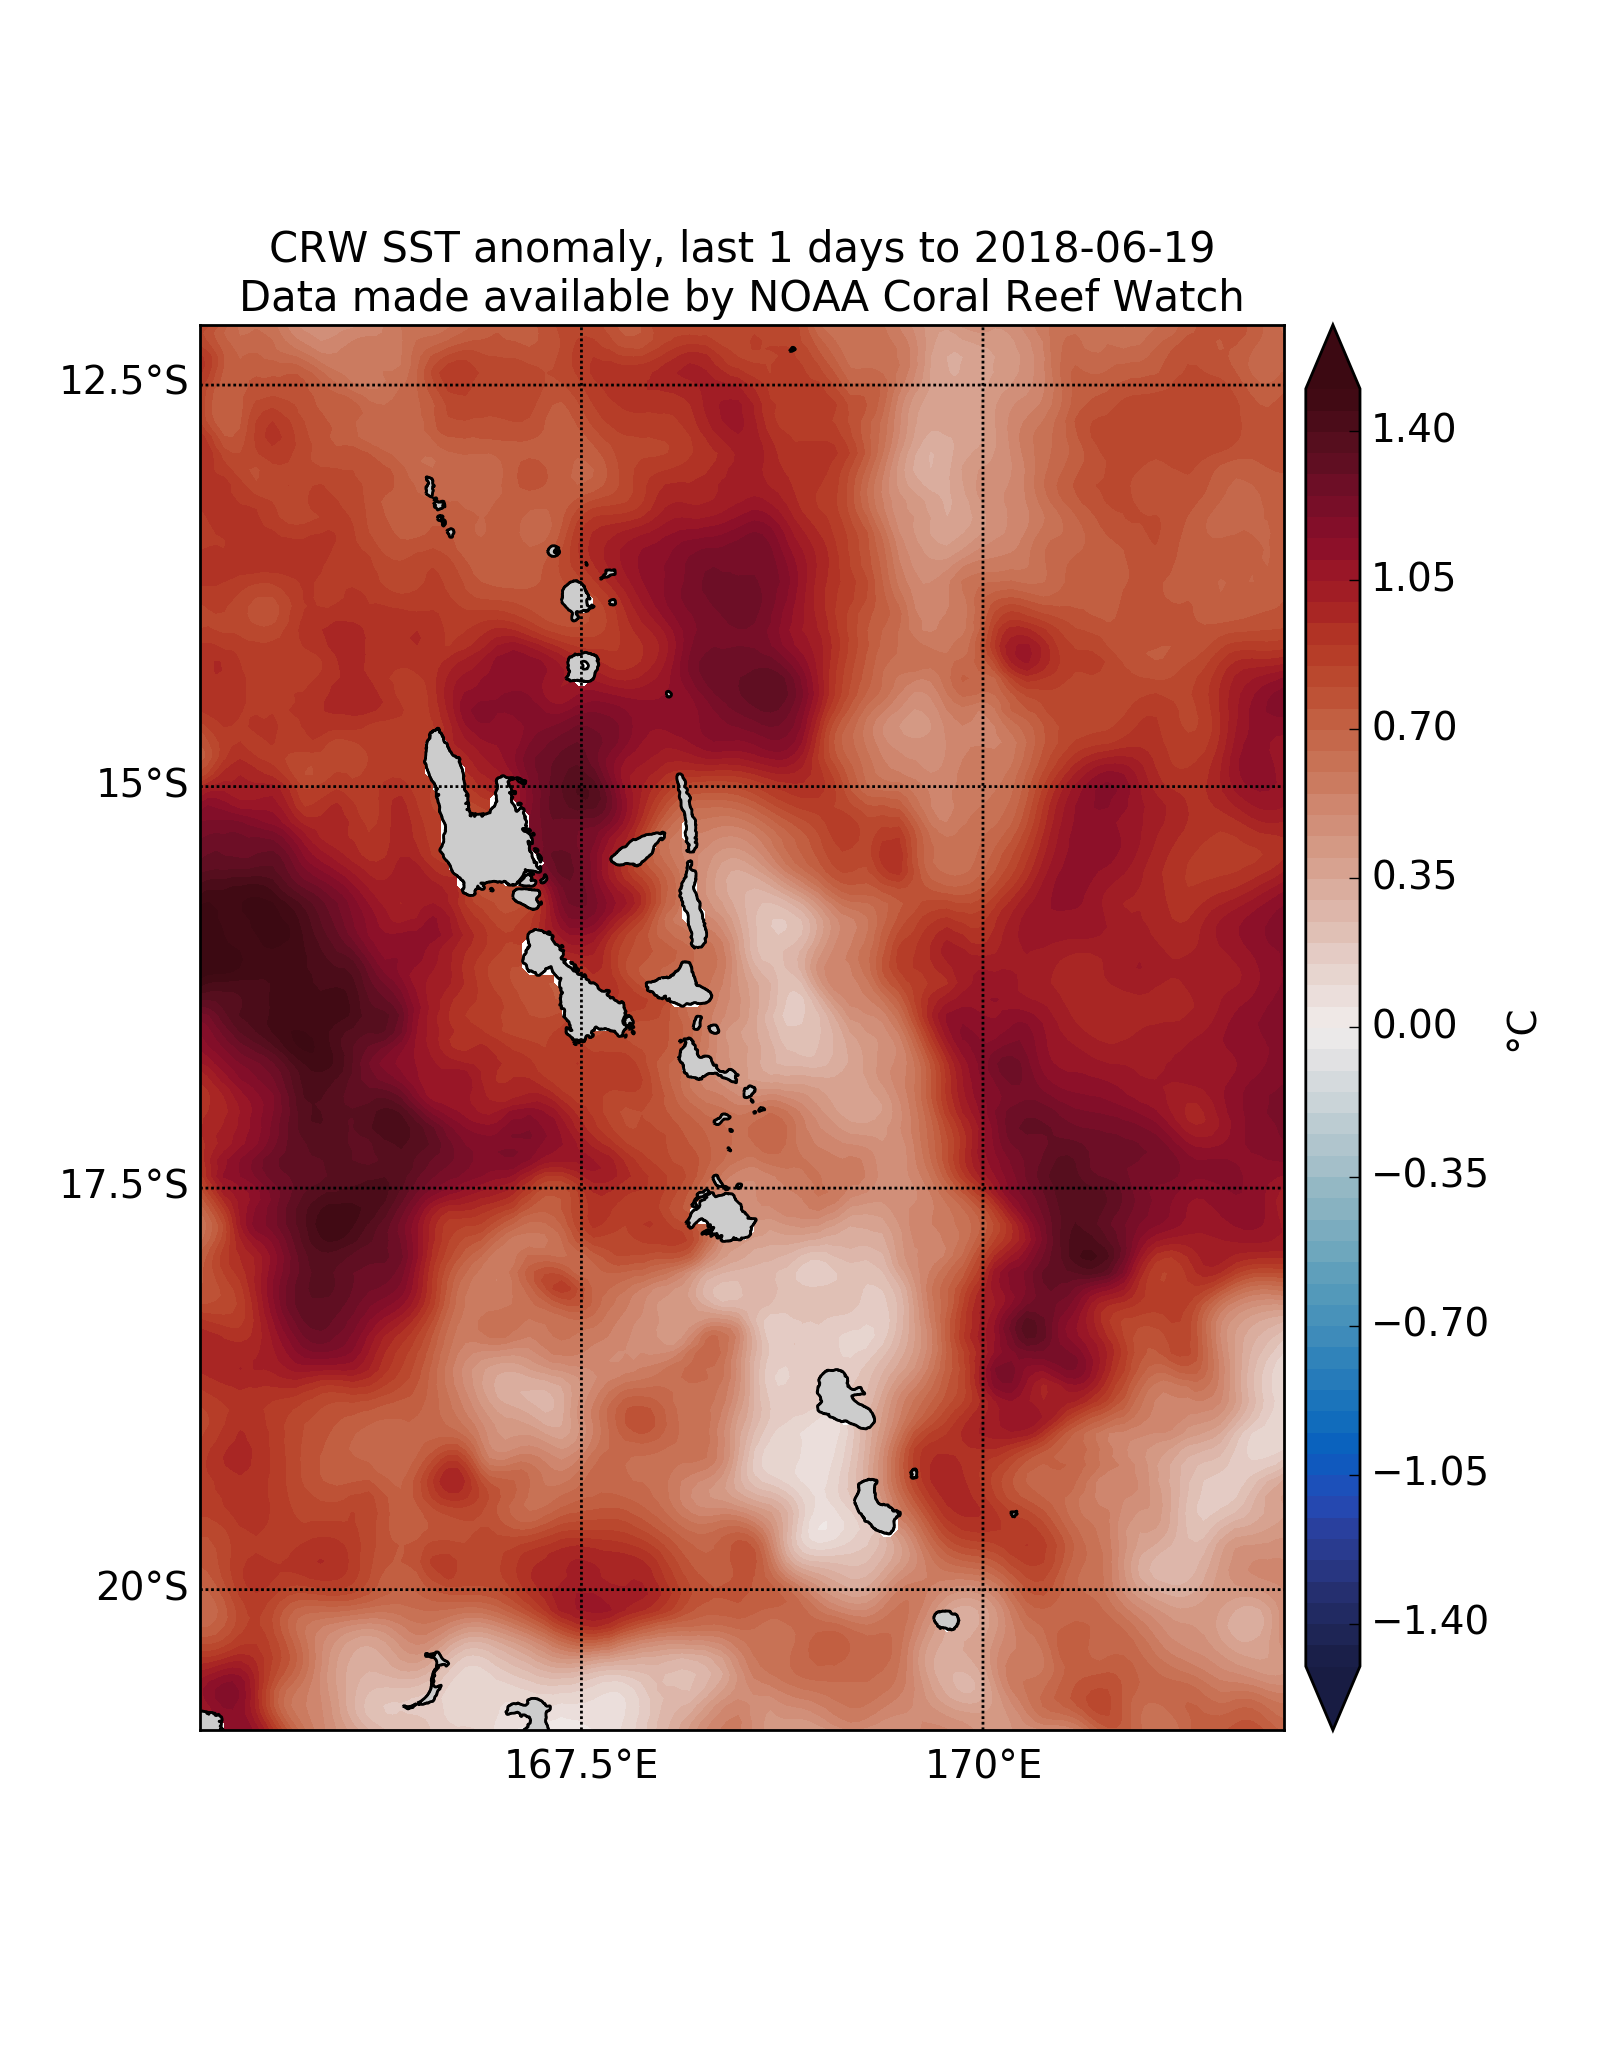 CRW SST anomaly, last 1 days to 2018-06-19
Data made available by NOAA Coral Reef Watch
12.5°S
15°S
17.5°S
20°S
167.5°E
170°E
1.40
1.05
0.70
0.35
0.00
−0.35
−0.70
−1.05
−1.40
°C